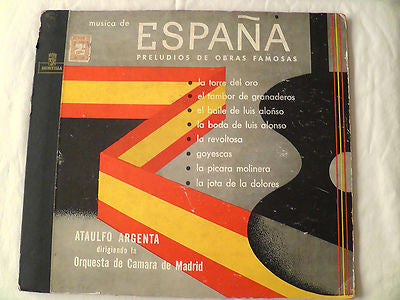 musica de
ESPAÑA
PRELUDIOS DE OBRAS FAMOSAS
MONTILLA
• la torre del oro
• el tambor de granaderos
• el baile de luis alonso
• la boda de luis alonso
• la revoltosa
• goyescas
• la picara molinera
• la jota de la dolores
ATAULFO ARGENTA
dirigiendo la
Orquesta de Camara de Madrid